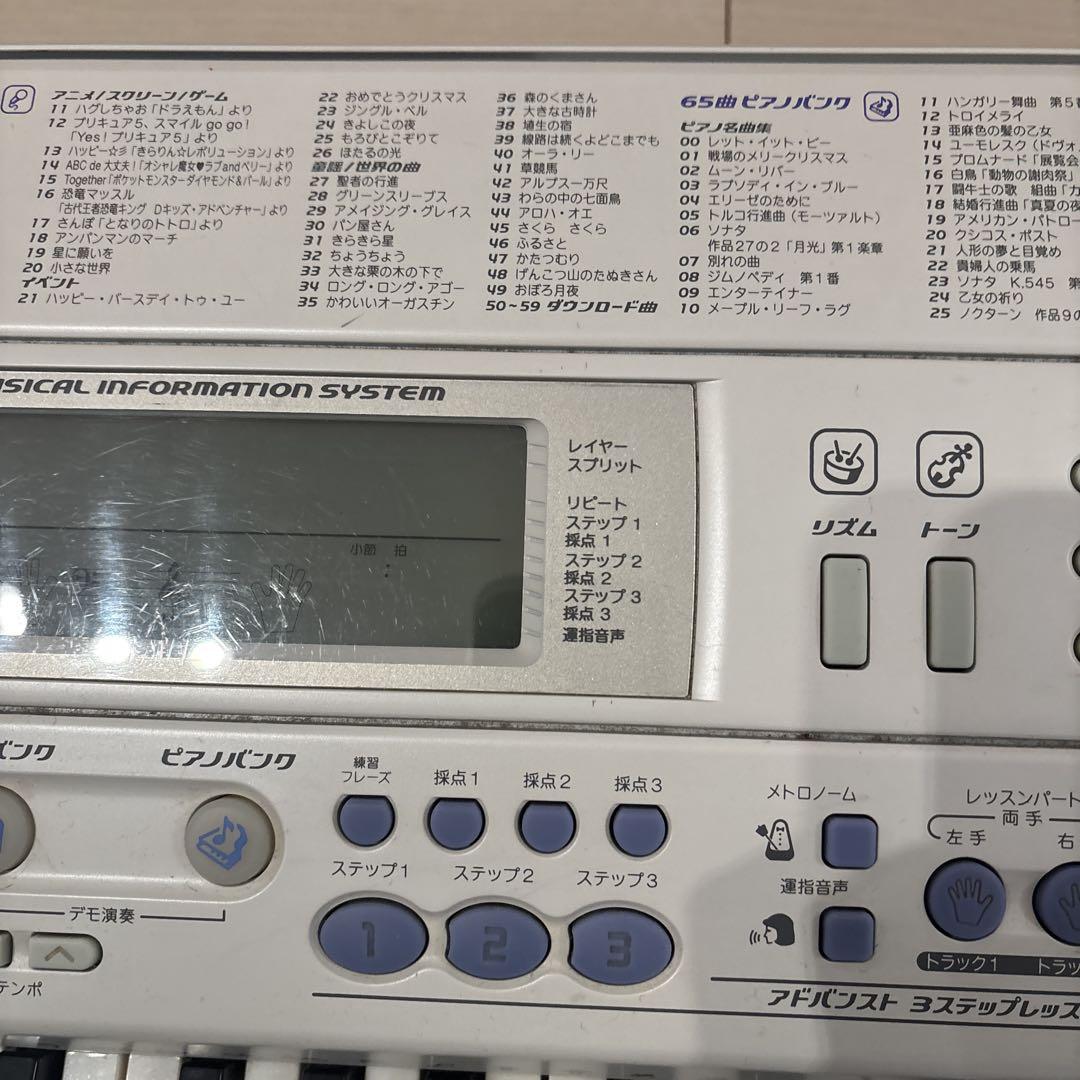 アニメ/スクリーン/ゲーム
11 ハグしちゃお「ドラえもん」より
12 プリキュア5、スマイル go go!
「Yes!プリキュア5」より
13 ハッピー☆彡「きらりん☆レボリューション」より
14 ABC de 大丈夫!「オシャレ魔女♥ラブandベリー」より
15 Together「ポケットモンスターダイヤモンド&パール」より
16 恐竜マッスル
「古代王者恐竜キング Dキッズ・アドベンチャー」より
17 さんぽ「となりのトトロ」より
18 アンパンマンのマーチ
19 星に願いを
20 小さな世界
イベント
21 ハッピー・バースデイ・トゥ・ユー
22 おめでとうクリスマス
23 ジングル・ベル
24 きよしこの夜
25 もろびとこぞりて
26 ほたるの光
童謡/世界の曲
27 聖者の行進
28 グリーンスリーブス
29 アメイジング・グレイス
30 パン屋さん
31 きらきら星
32 ちょうちょう
33 大きな栗の木の下で
34 ロング・ロング・アゴー
35 かわいいオーガスチン
36 森のくまさん
37 大きな古時計
38 埴生の宿
39 線路は続くよどこまでも
40 オーラ・リー
41 草競馬
42 アルプス一万尺
43 わらの中の七面鳥
44 アロハ・オエ
45 さくら さくら
46 ふるさと
47 かたつむり
48 げんこつ山のたぬきさん
49 おぼろ月夜
50~59 ダウンロード曲
65曲 ピアノバンク
ピアノ名曲集
00 レット・イット・ビー
01 戦場のメリークリスマス
02 ムーン・リバー
03 ラプソディ・イン・ブルー
04 エリーゼのために
05 トルコ行進曲(モーツァルト)
06 ソナタ
作品27の2「月光」第1楽章
07 別れの曲
08 ジムノペディ 第1番
09 エンターテイナー
10 メープル・リーフ・ラグ
11 ハンガリー舞曲 第5
12 トロイメライ
13 亜麻色の髪の乙女
14 ユーモレスク(ドヴォ
15 プロムナード「展覧会
16 白鳥「動物の謝肉祭」
17 闘牛士の歌 組曲「カ
18 結婚行進曲「真夏の夜
19 アメリカン・パトロー
20 クシコス・ポスト
21 人形の夢と目覚め
22 貴婦人の乗馬
23 ソナタ K.545 第
24 乙女の祈り
25 ノクターン 作品9の
SICAL INFORMATION SYSTEM
小節 拍
レイヤー
スプリット
リピート
ステップ1
採点1
ステップ2
採点2
ステップ3
採点3
運指音声
リズム
トーン
バンク
ピアノバンク
デモ演奏
テンポ
練習
フレーズ
採点1
採点2
採点3
ステップ1
ステップ2
ステップ3
1
2
3
メトロノーム
運指音声
レッスンパート
両手
左手
右
トラック1
トラッ
アドバンスト 3ステップレッス